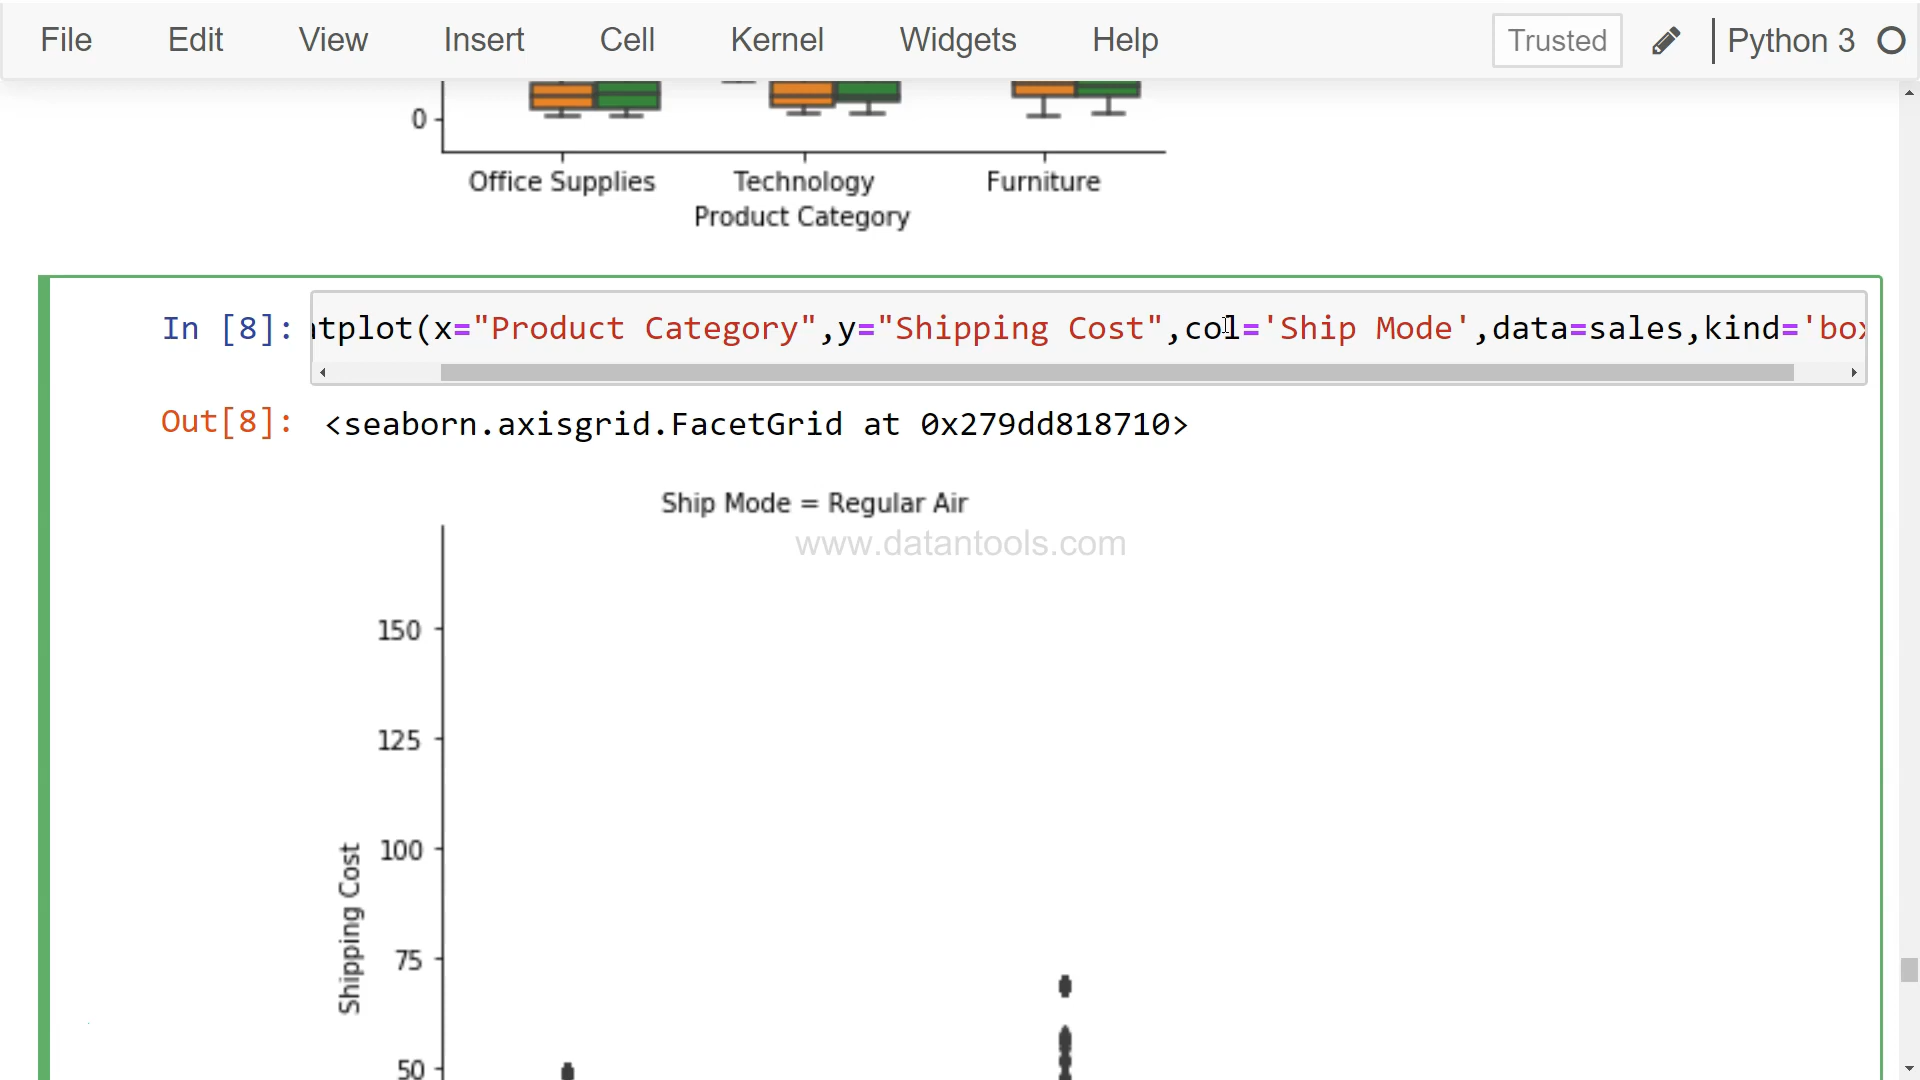 File Edit View Insert Cell Kernel Widgets Help Trusted Python 3
0
Office Supplies Technology Furniture
Product Category
In [8]: atplot(x="Product Category",y="Shipping Cost",col='Ship Mode',data=sales,kind='box
Out[8]: <seaborn.axisgrid.FacetGrid at 0x279dd818710>
Ship Mode = Regular Air
www.datantools.com
150
125
100
75
50
Shipping Cost